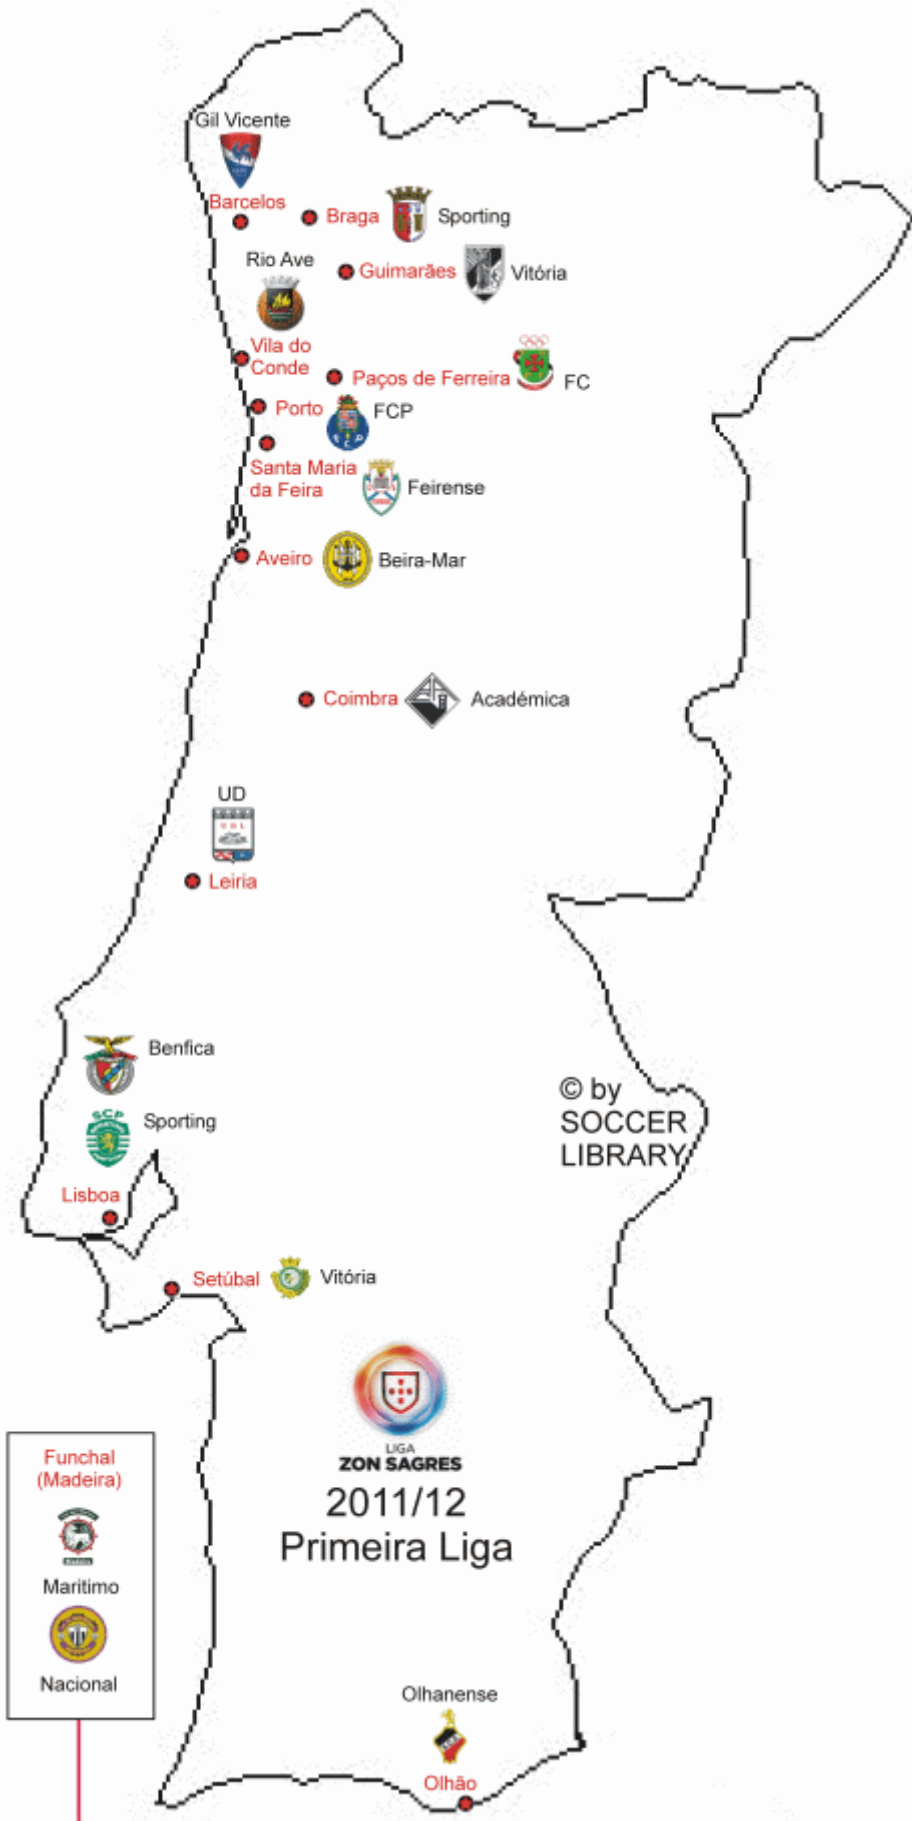 Gil Vicente
Barcelos
Braga
Sporting
Rio Ave
Guimarães
Vitória
Vila do
Conde
Paços de Ferreira
FC
Porto
FCP
Santa Maria
da Feira
Feirense
Aveiro
Beira-Mar
Coimbra
Académica
UD
UDL
Leiria
Benfica
© by
SOCCER
LIBRARY
SCP
Sporting
Lisboa
Setúbal
Vitória
LIGA
ZON SAGRES
2011/12
Primeira Liga
Funchal
(Madeira)
Maritimo
Nacional
Olhanense
Olhão